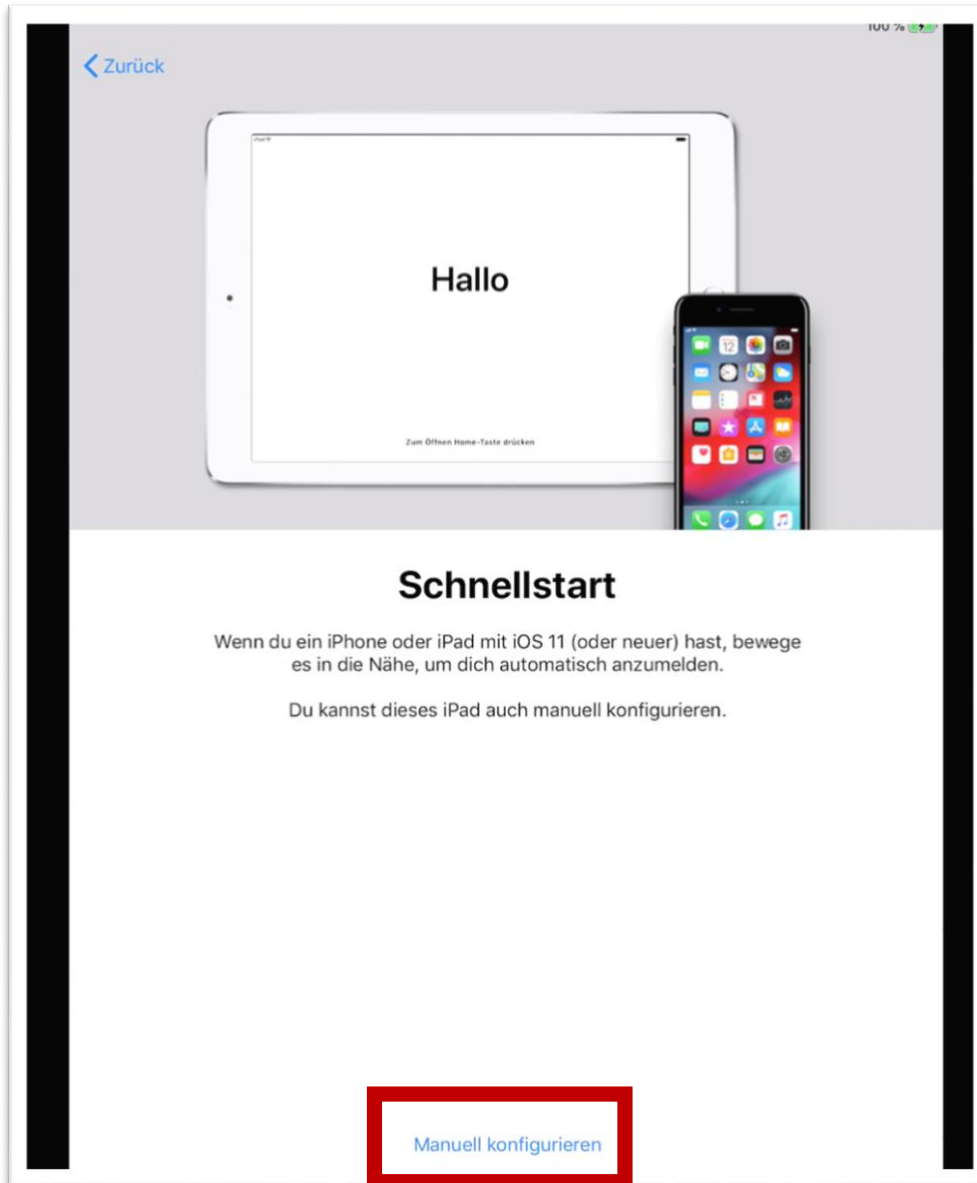 100 %
Zurück
iPad
Hallo
Zum Öffnen Home-Taste drücken
12
Schnellstart
Wenn du ein iPhone oder iPad mit iOS 11 (oder neuer) hast, bewege
es in die Nähe, um dich automatisch anzumelden.
Du kannst dieses iPad auch manuell konfigurieren.
Manuell konfigurieren